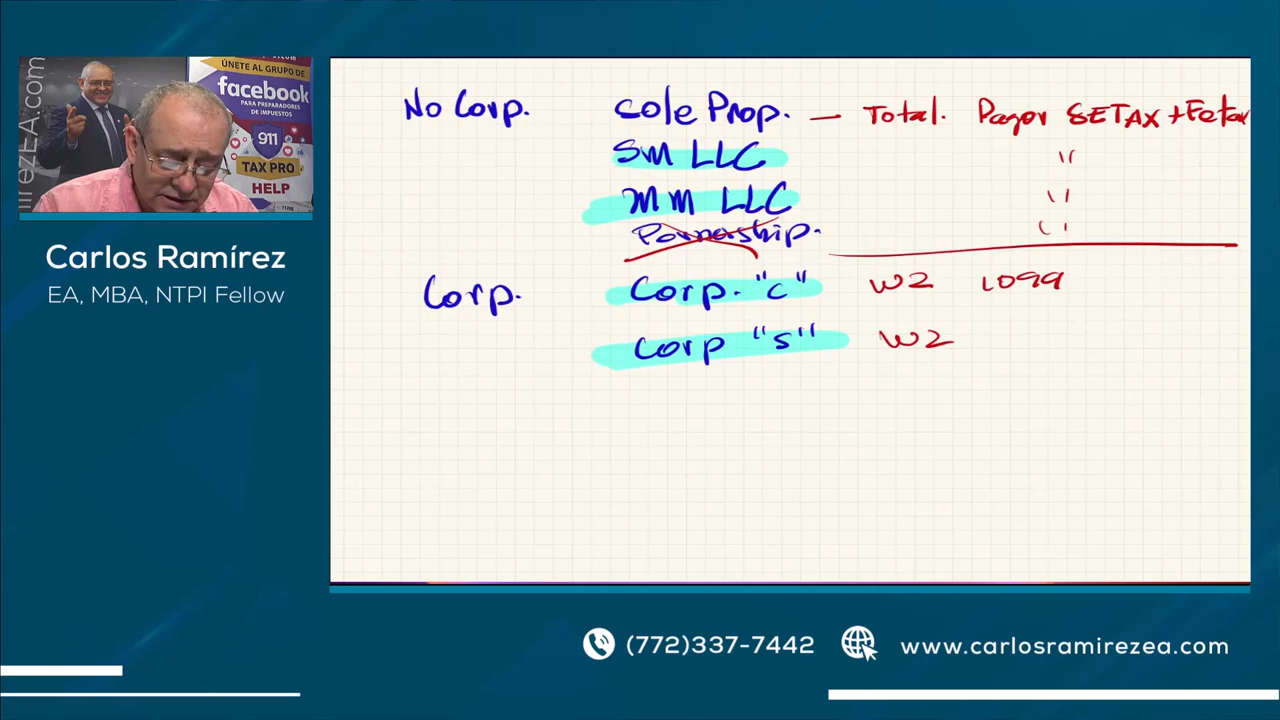 irezEA.com
ÚNETE AL GRUPO DE
facebook
PARA PREPARADORES
DE IMPUESTOS
911
TAX PRO
HELP
Carlos Ramírez
EA, MBA, NTPI Fellow
No Corp. Sole Prop. — Total. Pagar SETAX + Fetax
SM LLC "
MM LLC "
Partnership. "
Corp. Corp. "C" W2 1099
Corp "S" W2
(772)337-7442
www.carlosramirezea.com